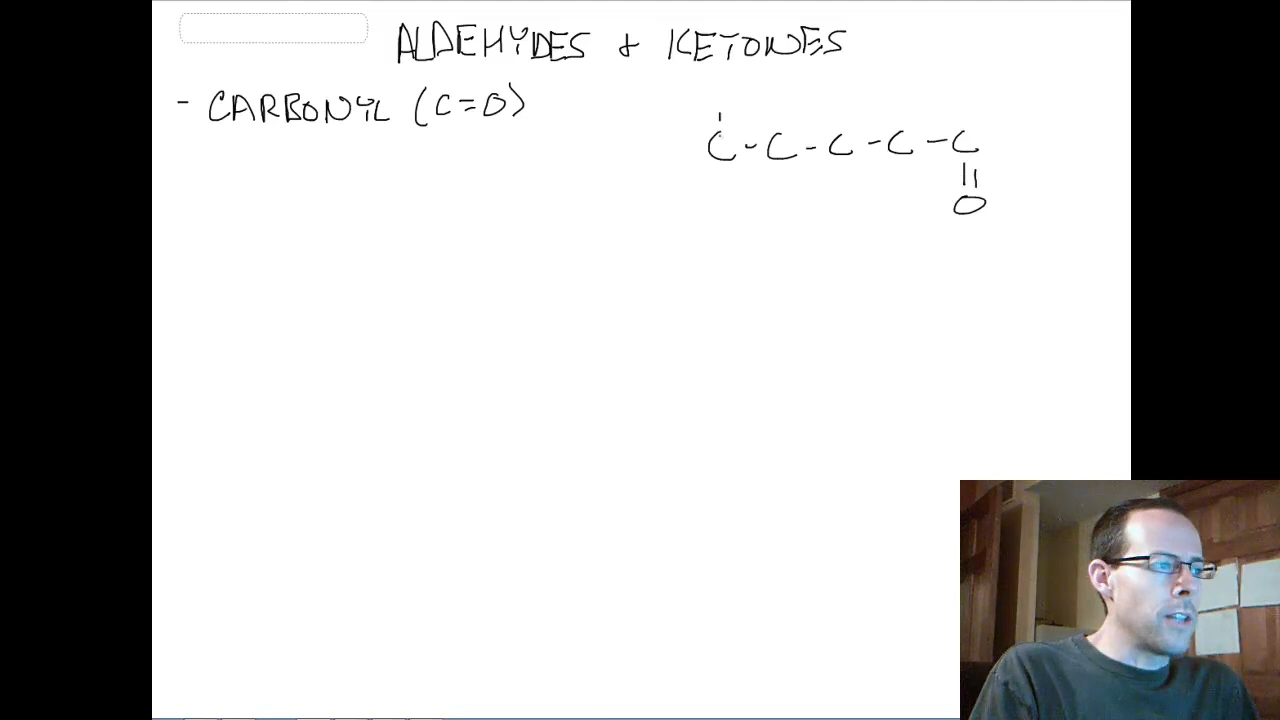 ALDEHYDES + KETONES
- CARBONYL (C=O)
C - C - C - C - C
||
O